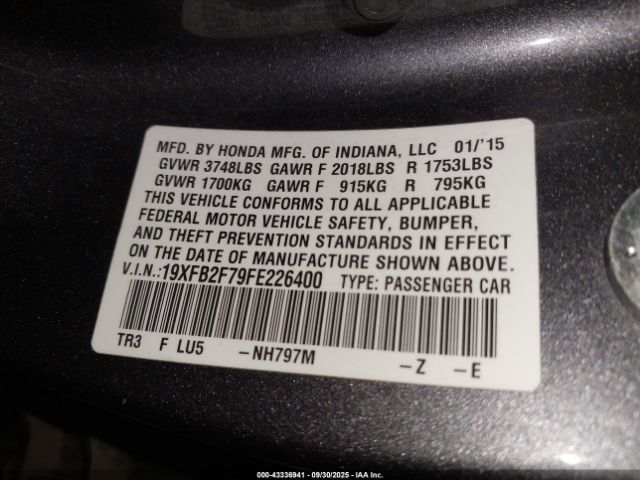 MFD. BY HONDA MFG. OF INDIANA, LLC 01/'15
GVWR 3748LBS GAWR F 2018LBS R 1753LBS
GVWR 1700KG GAWR F 915KG R 795KG
THIS VEHICLE CONFORMS TO ALL APPLICABLE
FEDERAL MOTOR VEHICLE SAFETY, BUMPER,
AND THEFT PREVENTION STANDARDS IN EFFECT
ON THE DATE OF MANUFACTURE SHOWN ABOVE.
V.I.N.:19XFB2F79FE226400 TYPE: PASSENGER CAR
TR3 F LU5 -NH797M -Z -E
000-43336941 - 09/30/2025 - IAA Inc.